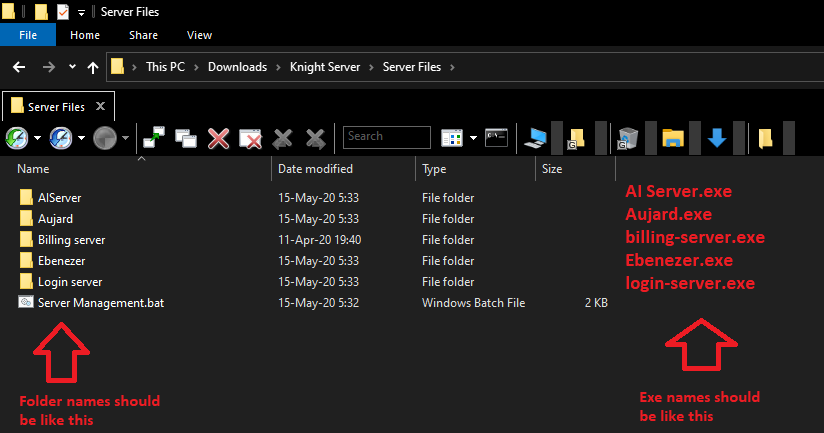 Server Files
File Home Share View
This PC > Downloads > Knight Server > Server Files >
Server Files
Search
Name Date modified Type Size
AIServer 15-May-20 5:33 File folder
Aujard 15-May-20 5:33 File folder
Billing server 11-Apr-20 19:40 File folder
Ebenezer 15-May-20 5:33 File folder
Login server 15-May-20 5:33 File folder
Server Management.bat 15-May-20 5:32 Windows Batch File 2 KB
AI Server.exe
Aujard.exe
billing-server.exe
Ebenezer.exe
login-server.exe
Folder names should
be like this
Exe names should
be like this